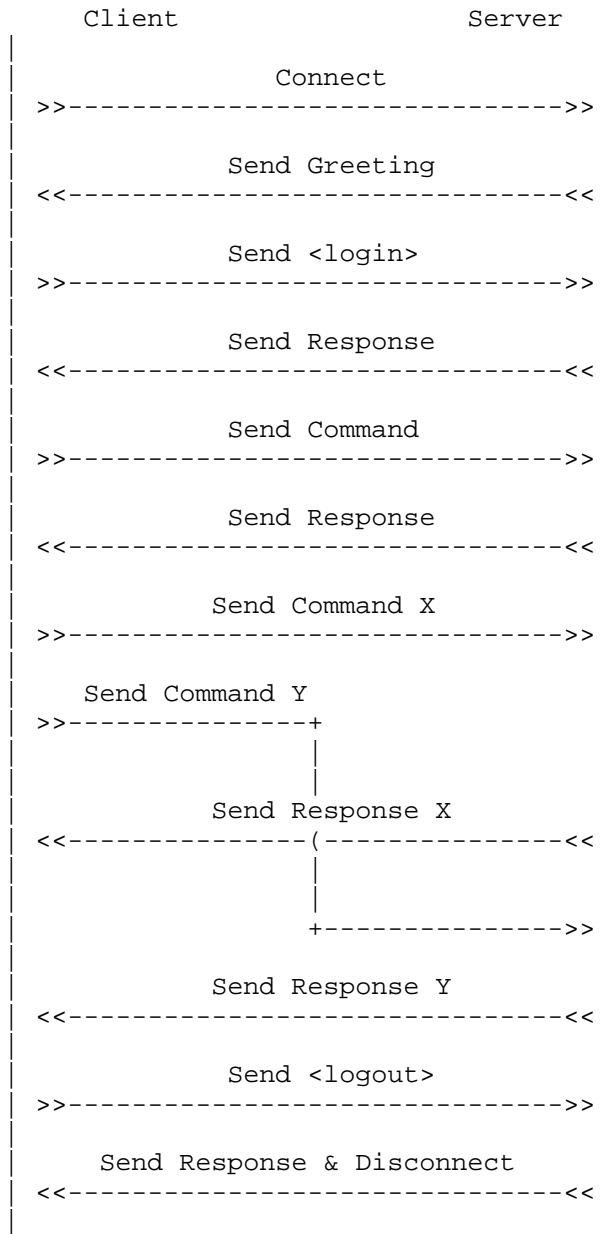 Client Server
Connect
>>------------------------------->>
Send Greeting
<<-------------------------------<<
Send <login>
>>------------------------------->>
Send Response
<<-------------------------------<<
Send Command
>>------------------------------->>
Send Response
<<-------------------------------<<
Send Command X
>>------------------------------->>
Send Command Y
>>---------------+
|
|
Send Response X
<<---------------(---------------<<
|
|
+--------------->>
Send Response Y
<<-------------------------------<<
Send <logout>
>>------------------------------->>
Send Response & Disconnect
<<-------------------------------<<